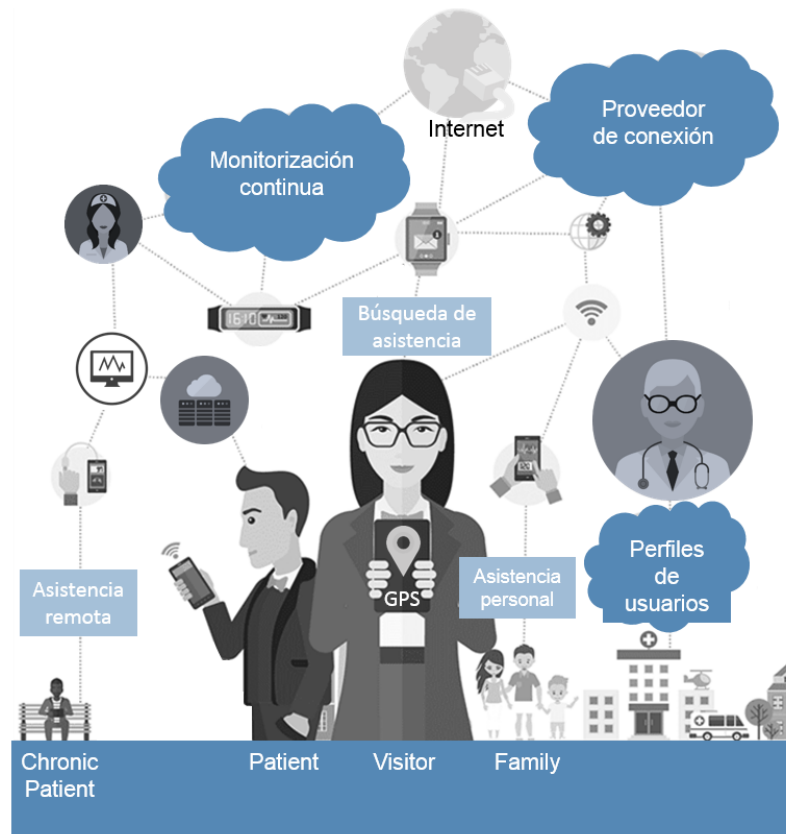 Internet
Proveedor
de conexión
Monitorización
continua
1610
Búsqueda de
asistencia
GPS
Asistencia
remota
Asistencia
personal
Perfiles
de
usuarios
Chronic
Patient
Patient
Visitor
Family